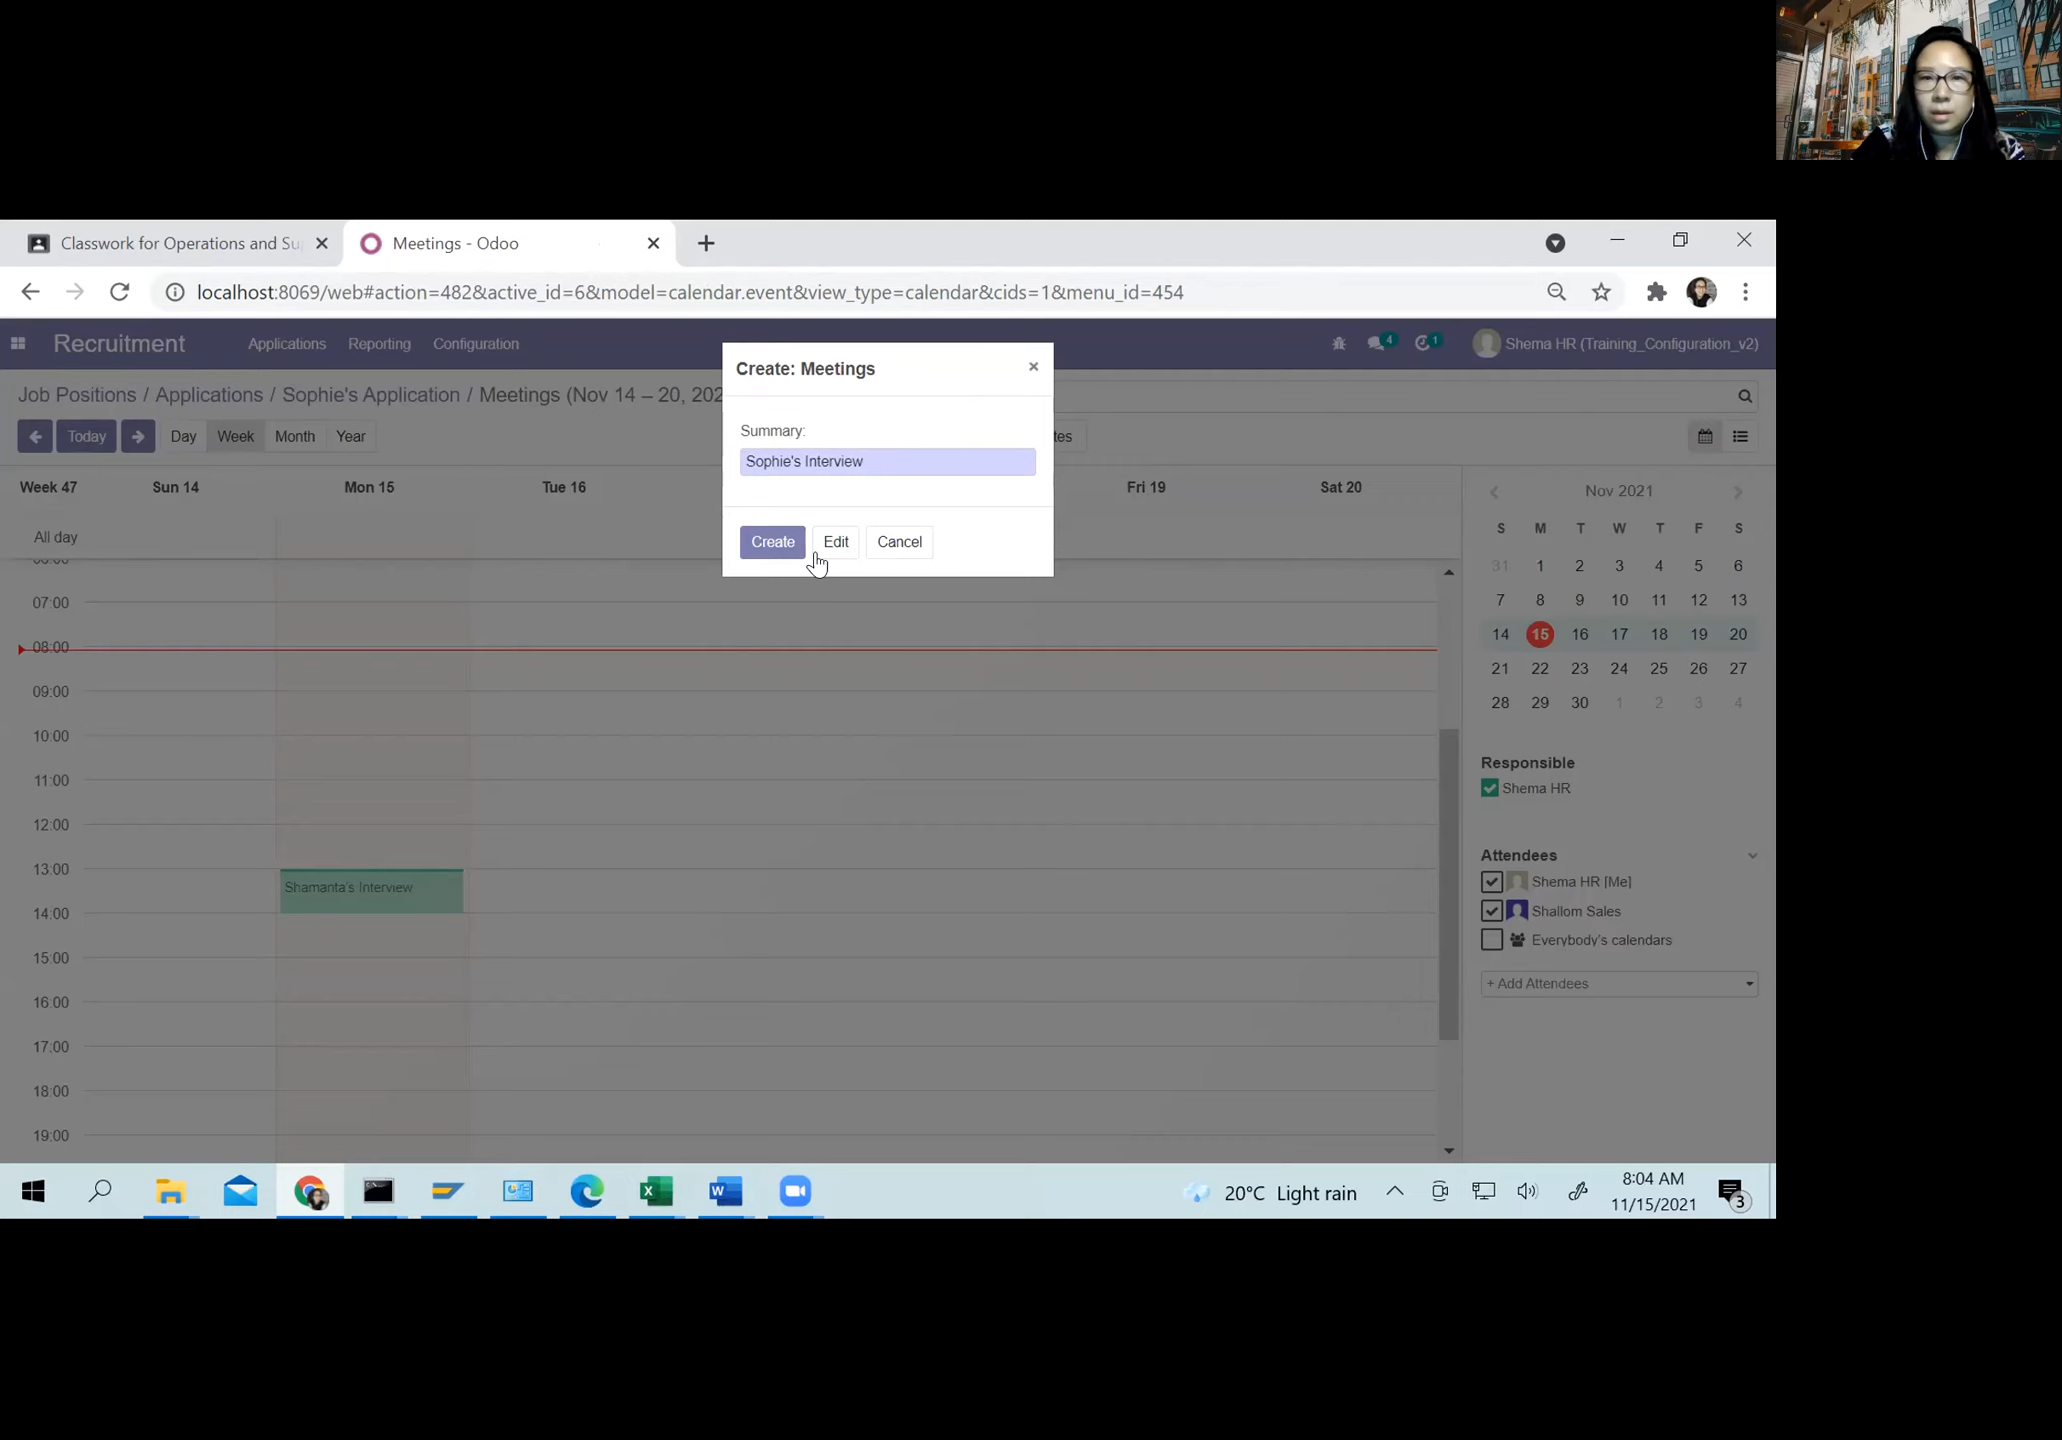 Classwork for Operations and Su
Meetings - Odoo
localhost:8069/web#action=482&active_id=6&model=calendar.event&view_type=calendar&cids=1&menu_id=454
Recruitment Applications Reporting Configuration 4 1 Shema HR (Training_Configuration_v2)
Job Positions / Applications / Sophie's Application / Meetings (Nov 14 – 20, 202
Today Day Week Month Year tes
Create: Meetings
Summary:
Sophie's Interview
Create Edit Cancel
Week 47 Sun 14 Mon 15 Tue 16 Fri 19 Sat 20
All day
07:00
08:00
09:00
10:00
11:00
12:00
13:00
Shamanta's Interview
14:00
15:00
16:00
17:00
18:00
19:00
Nov 2021
S M T W T F S
31 1 2 3 4 5 6
7 8 9 10 11 12 13
14 15 16 17 18 19 20
21 22 23 24 25 26 27
28 29 30 1 2 3 4
Responsible
Shema HR
Attendees
Shema HR [Me]
Shallom Sales
Everybody's calendars
+ Add Attendees
20°C Light rain
8:04 AM
11/15/2021
3